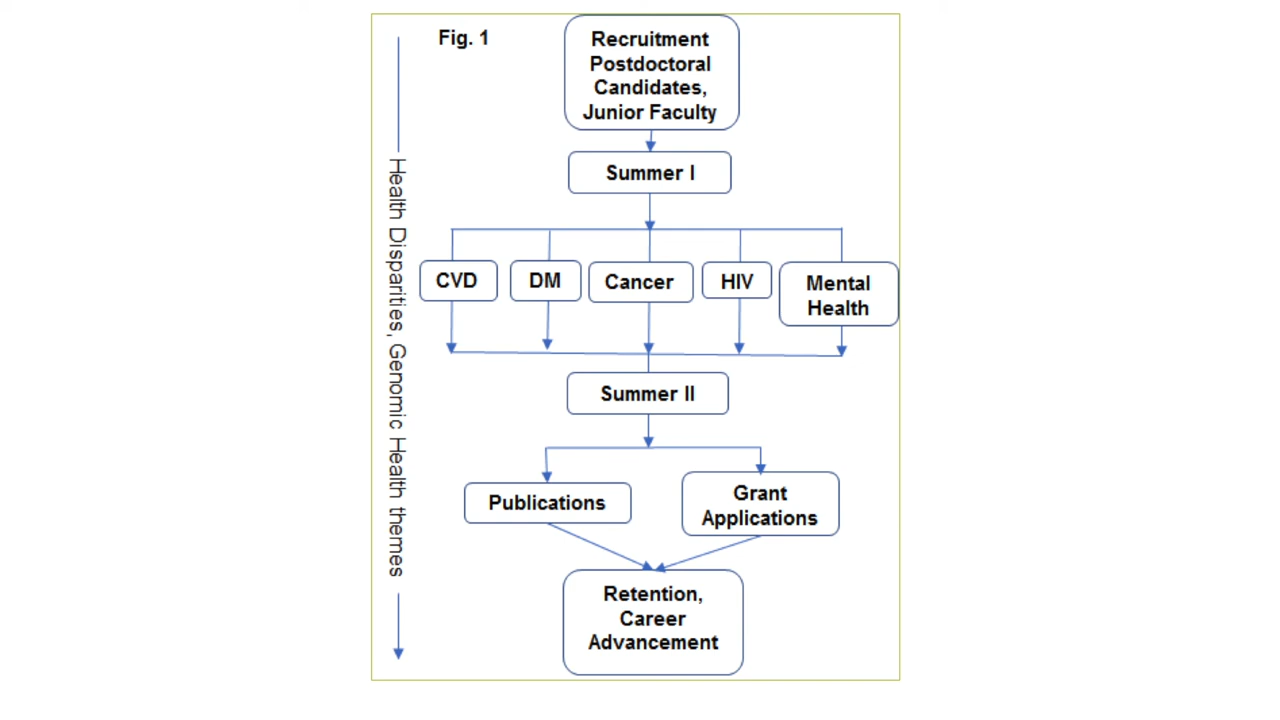 Fig. 1
Recruitment
Postdoctoral
Candidates,
Junior Faculty
Summer I
CVD
DM
Cancer
HIV
Mental
Health
Summer II
Publications
Grant
Applications
Retention,
Career
Advancement
Health Disparities, Genomic Health themes